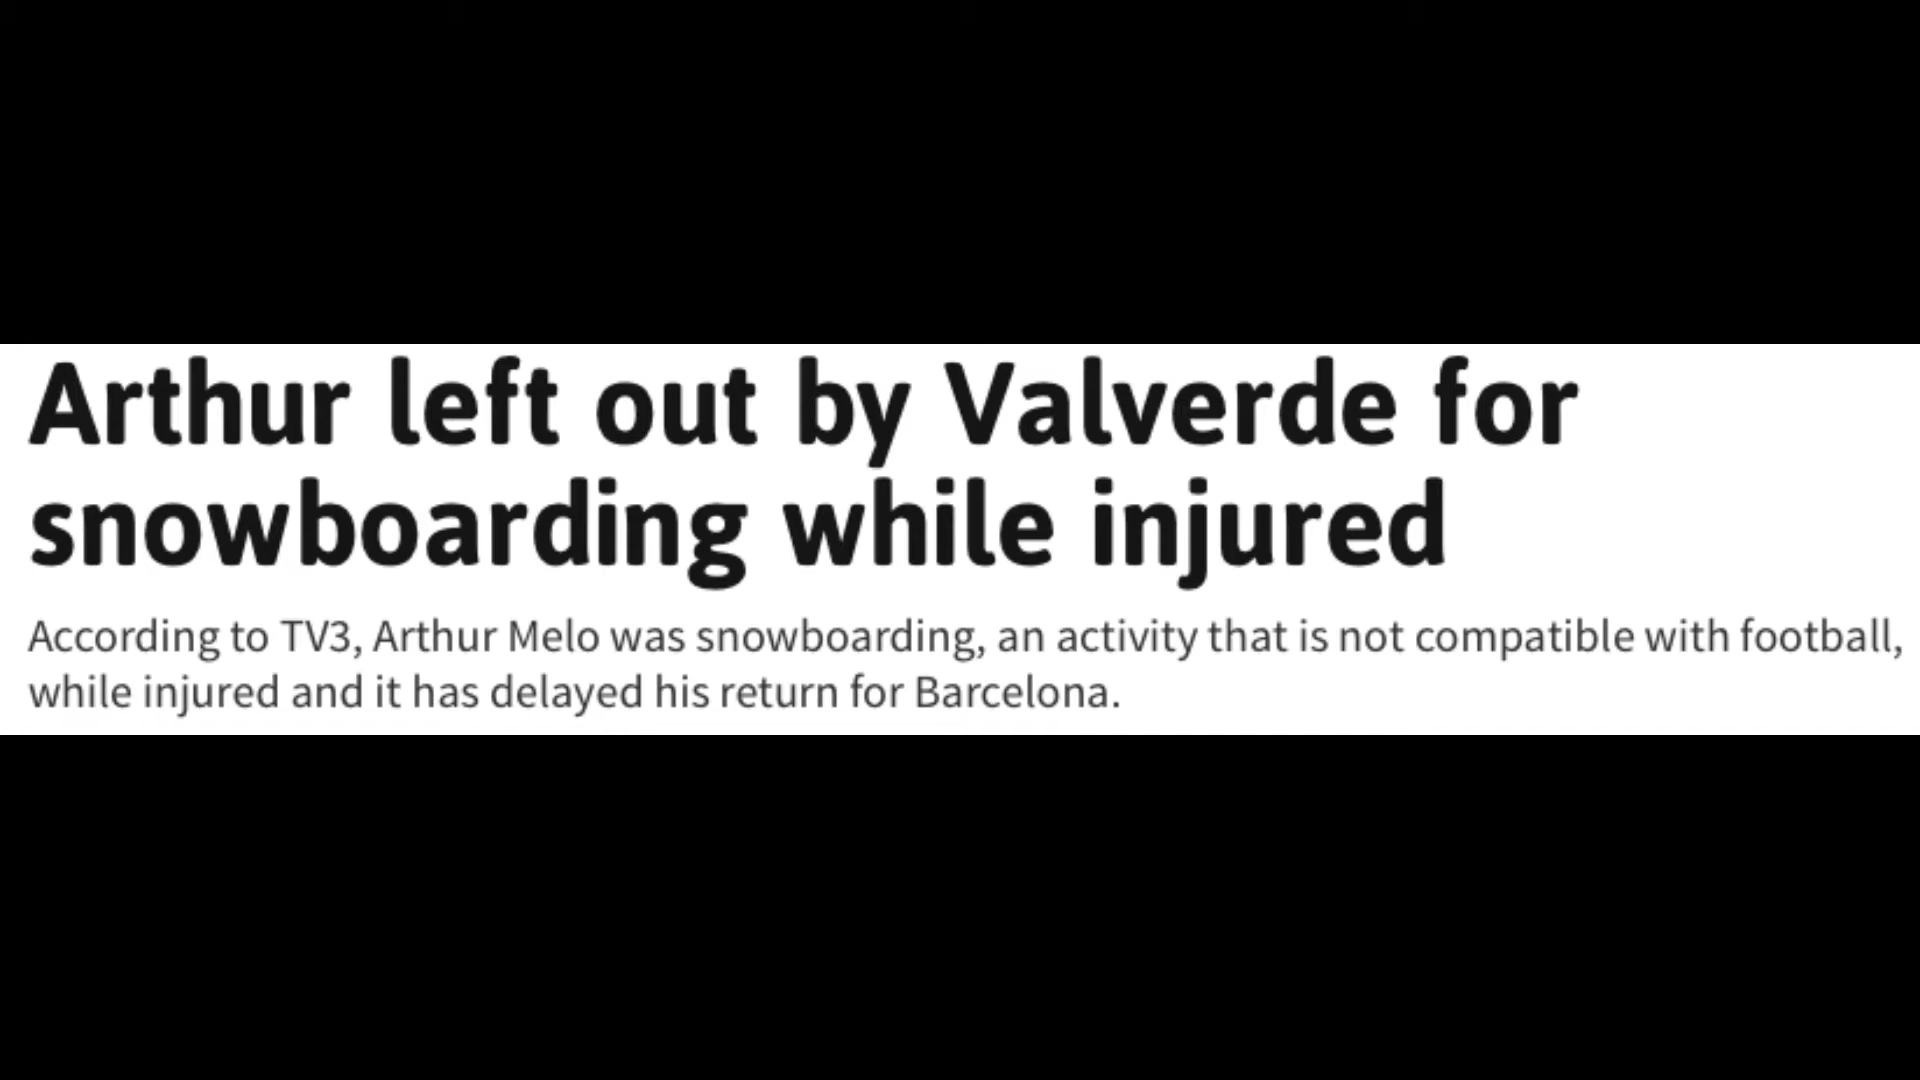 Arthur left out by Valverde for
snowboarding while injured
According to TV3, Arthur Melo was snowboarding, an activity that is not compatible with football,
while injured and it has delayed his return for Barcelona.